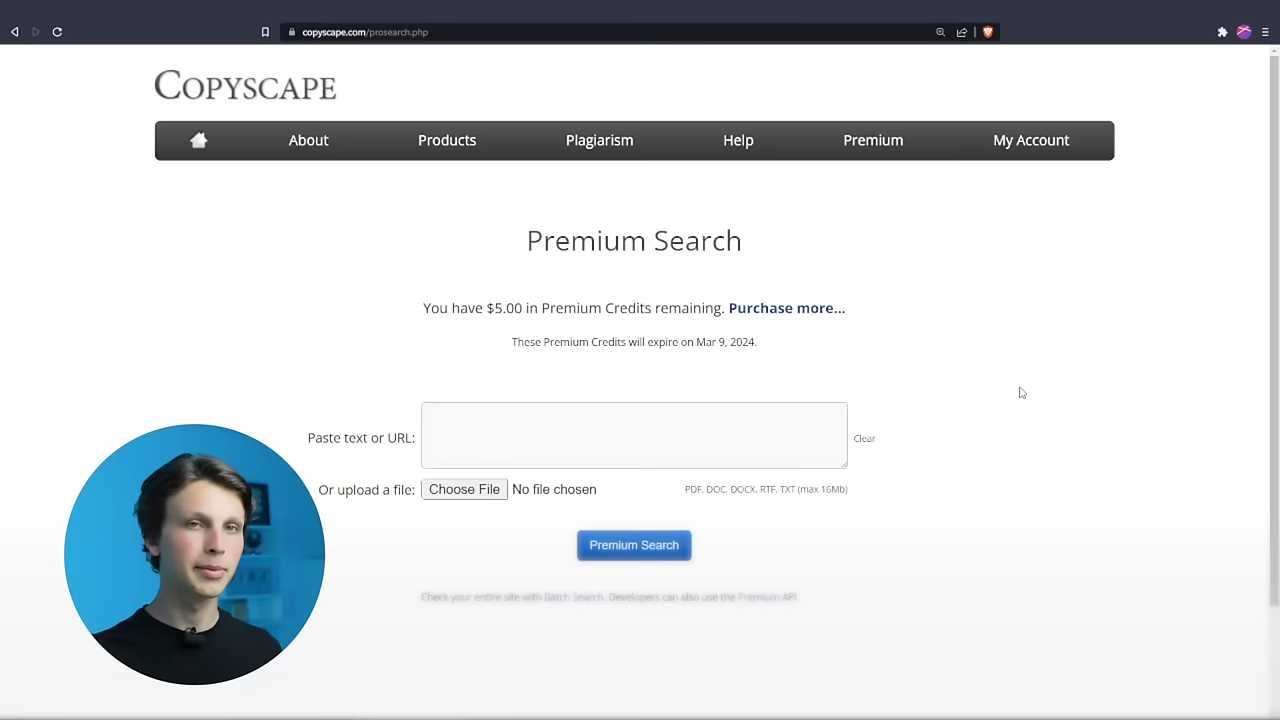 copyscape.com/prosearch.php
COPYSCAPE
About Products Plagiarism Help Premium My Account
Premium Search
You have $5.00 in Premium Credits remaining. Purchase more...
These Premium Credits will expire on Mar 9, 2024.
Paste text or URL:
Clear
Or upload a file: Choose File No file chosen PDF, DOC, DOCX, RTF, TXT (max 16Mb)
Premium Search
Check your entire site with Batch Search. Developers can also use the Premium API.